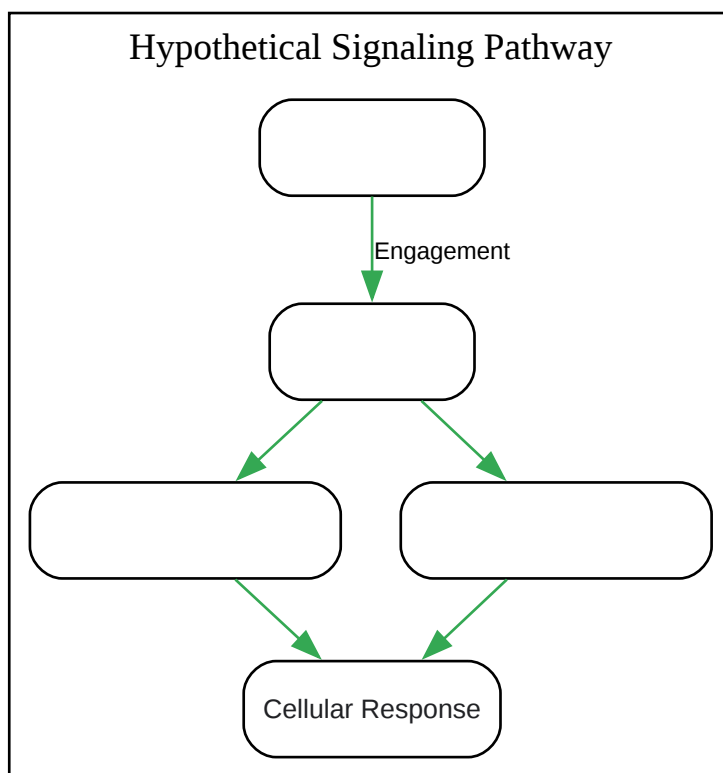 Hypothetical Signaling Pathway
Engagement
Cellular Response